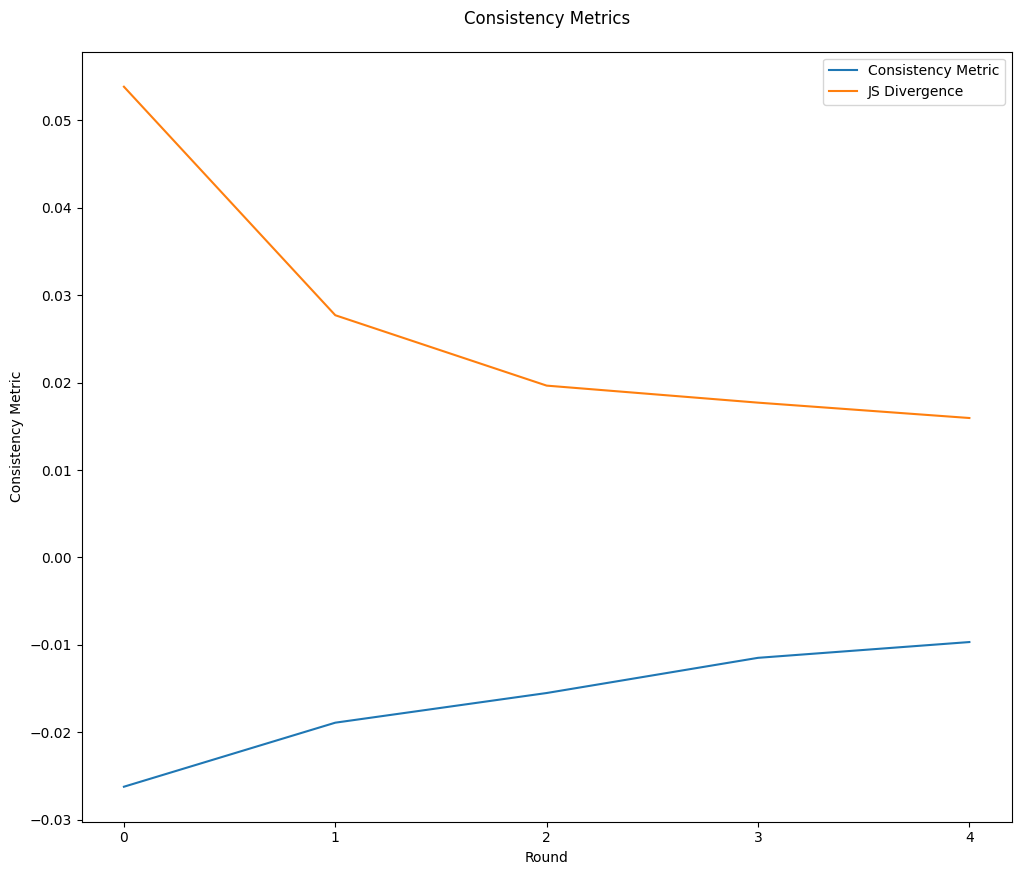 Consistency Metrics
Consistency Metric
JS Divergence
0.05
0.04
0.03
0.02
0.01
0.00
−0.01
−0.02
−0.03
Consistency Metric
0
1
2
3
4
Round